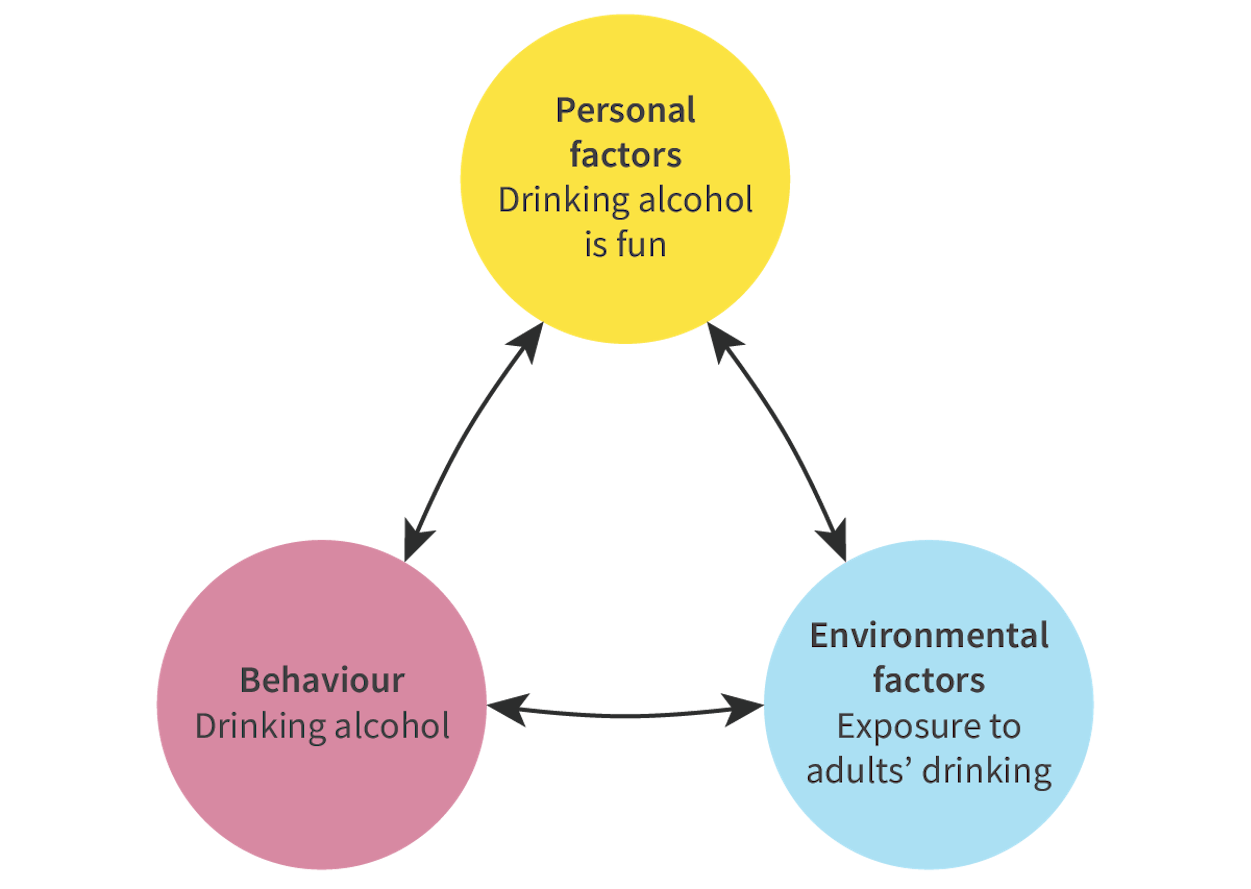 Personal
factors
Drinking alcohol
is fun
Behaviour
Drinking alcohol
Environmental
factors
Exposure to
adults’ drinking